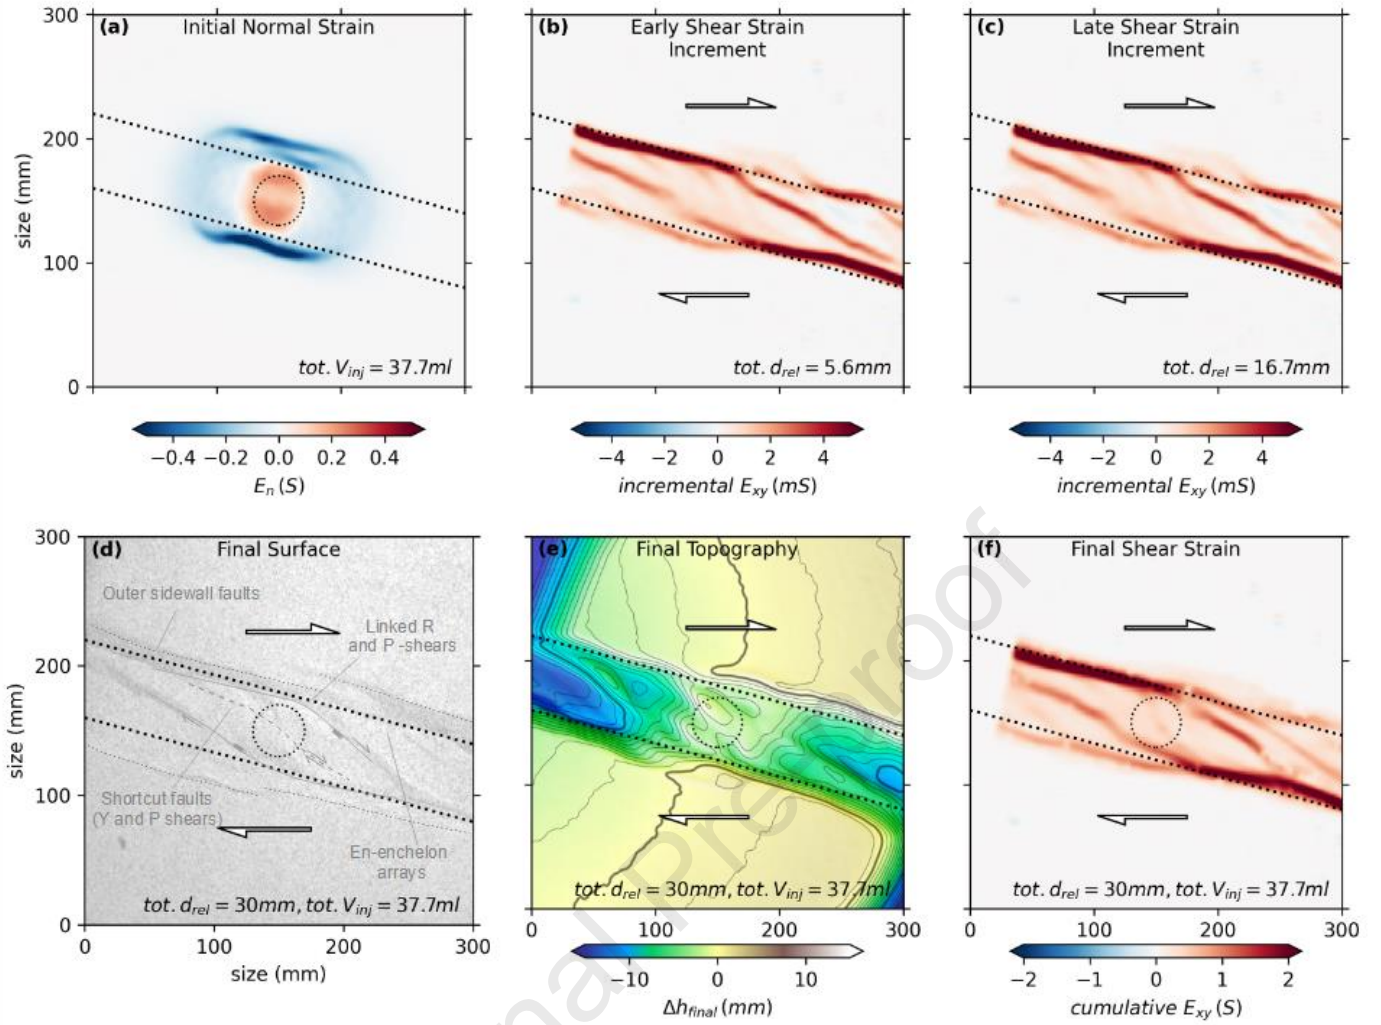 (a) Initial Normal Strain
300
200
100
0
size (mm)
tot. V_inj = 37.7ml
−0.4 −0.2 0.0 0.2 0.4
E_n (S)
(b) Early Shear Strain
Increment
tot. d_rel = 5.6mm
−4 −2 0 2 4
incremental E_xy (mS)
(c) Late Shear Strain
Increment
tot. d_rel = 16.7mm
−4 −2 0 2 4
incremental E_xy (mS)
(d) Final Surface
300
200
100
0
size (mm)
Outer sidewall faults
Linked R
and P -shears
Shortcut faults
(Y and P shears)
En-enchelon
arrays
tot. d_rel = 30mm, tot. V_inj = 37.7ml
0 100 200 300
size (mm)
(e) Final Topography
tot. d_rel = 30mm, tot. V_inj = 37.7ml
0 100 200 300
−10 0 10
Δh_final (mm)
(f) Final Shear Strain
tot. d_rel = 30mm, tot. V_inj = 37.7ml
0 100 200 300
−2 −1 0 1 2
cumulative E_xy (S)
nal Pre-proof